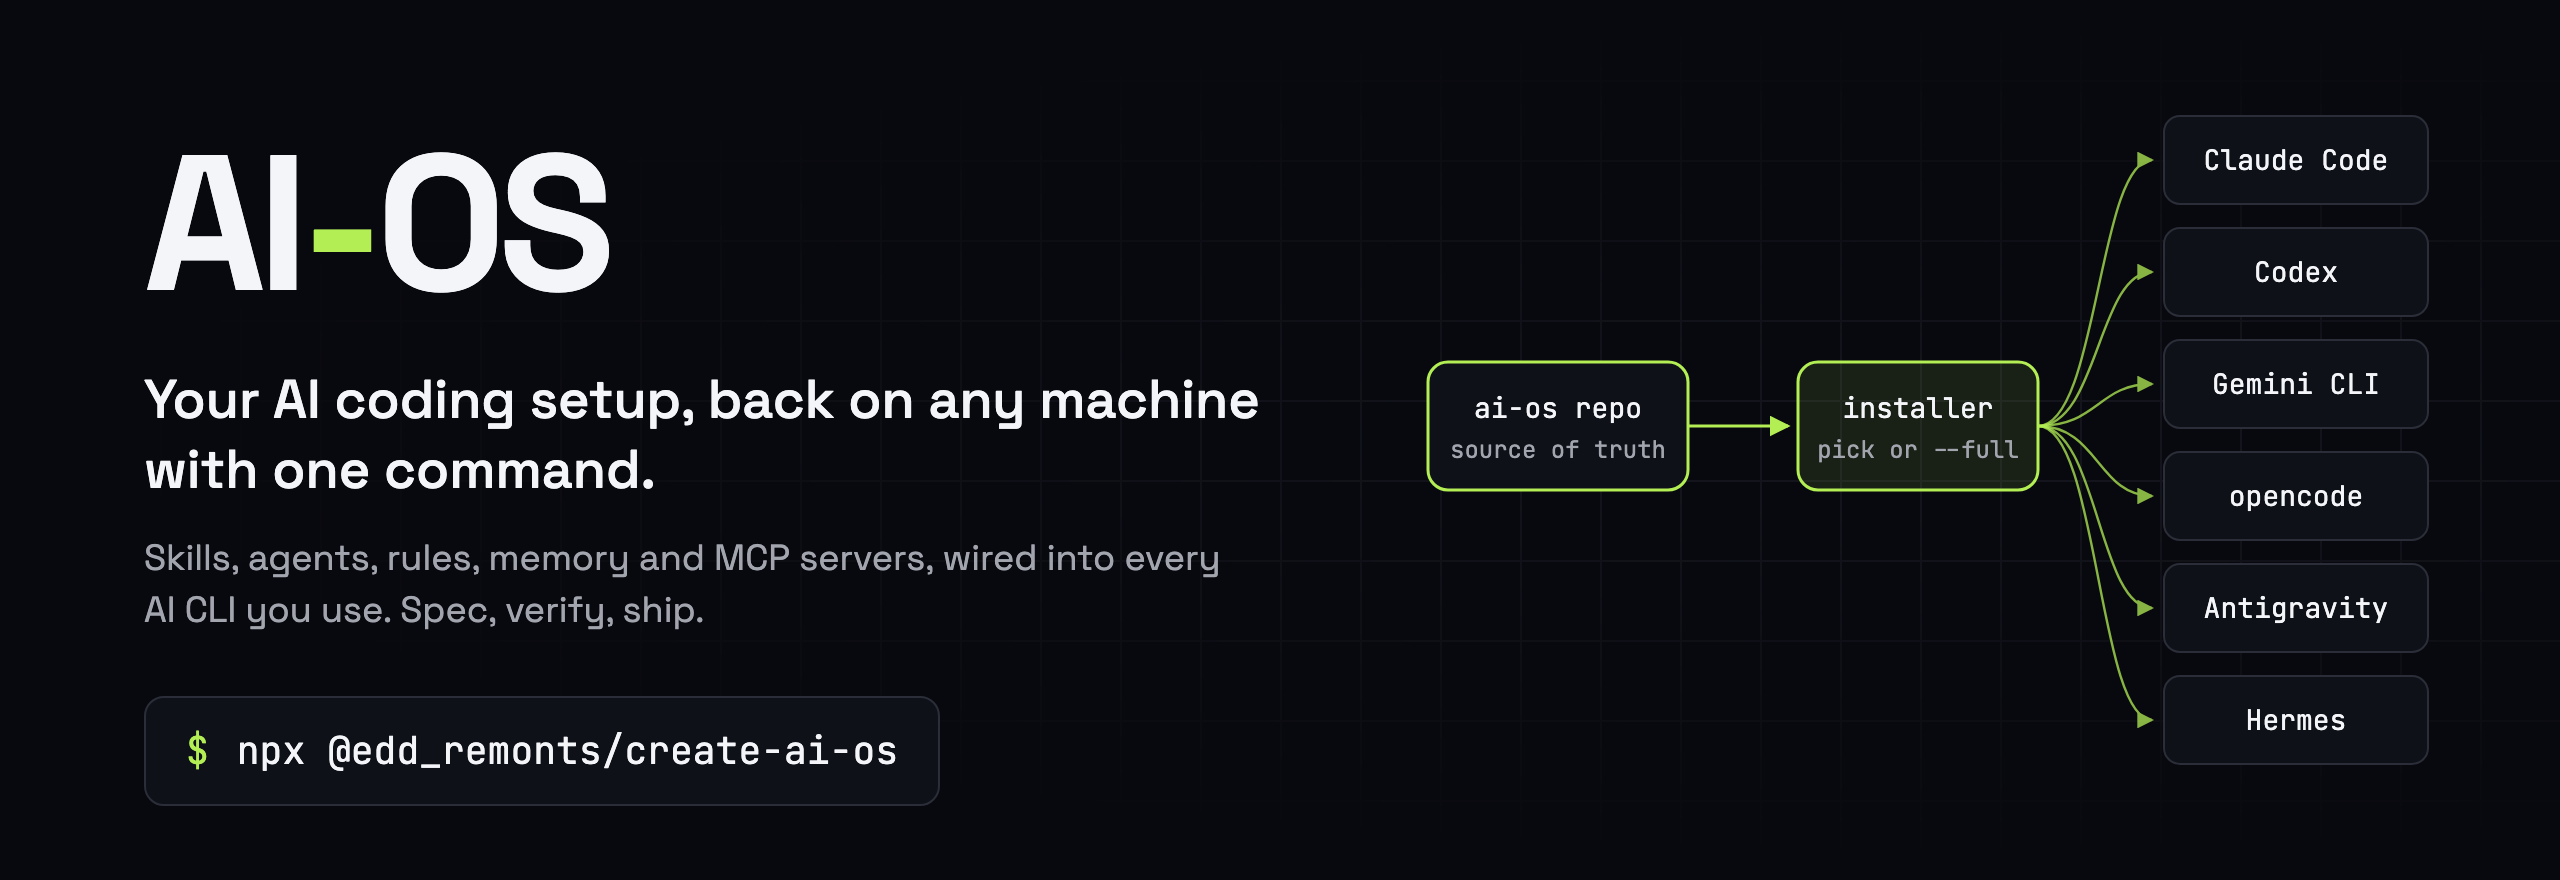 AI-OS
Your AI coding setup, back on any machine
with one command.
Skills, agents, rules, memory and MCP servers, wired into every
AI CLI you use. Spec, verify, ship.
$ npx @edd_remonts/create-ai-os
ai-os repo
source of truth
installer
pick or --full
Claude Code
Codex
Gemini CLI
opencode
Antigravity
Hermes